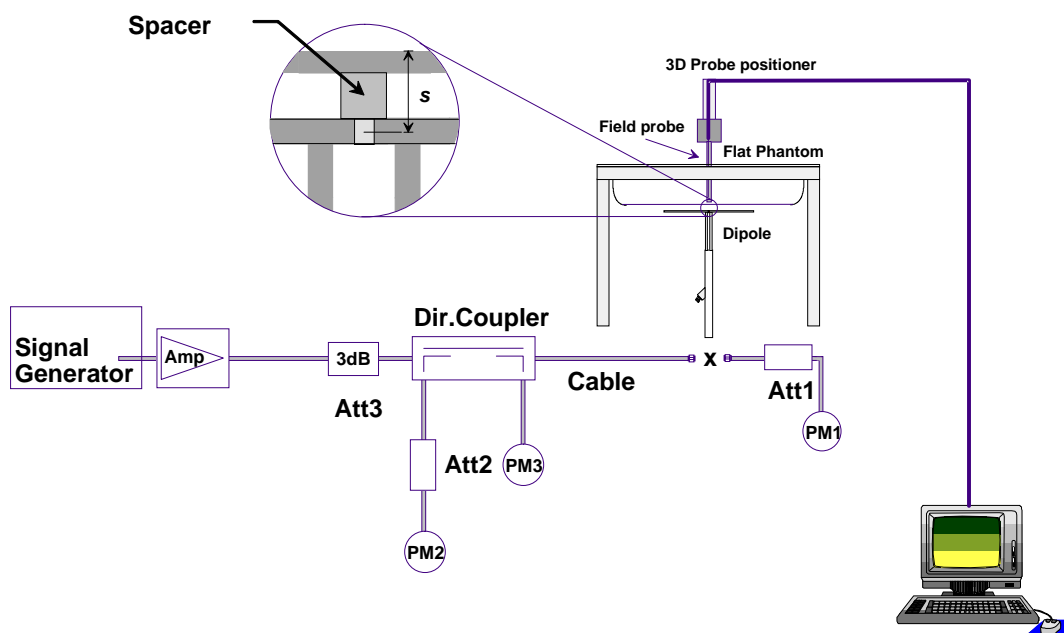 Spacer
s
3D Probe positioner
Field probe
Flat Phantom
Dipole
Signal
Generator
Amp
3dB
Att3
Dir.Coupler
Att2
PM2
PM3
Cable
x
Att1
PM1